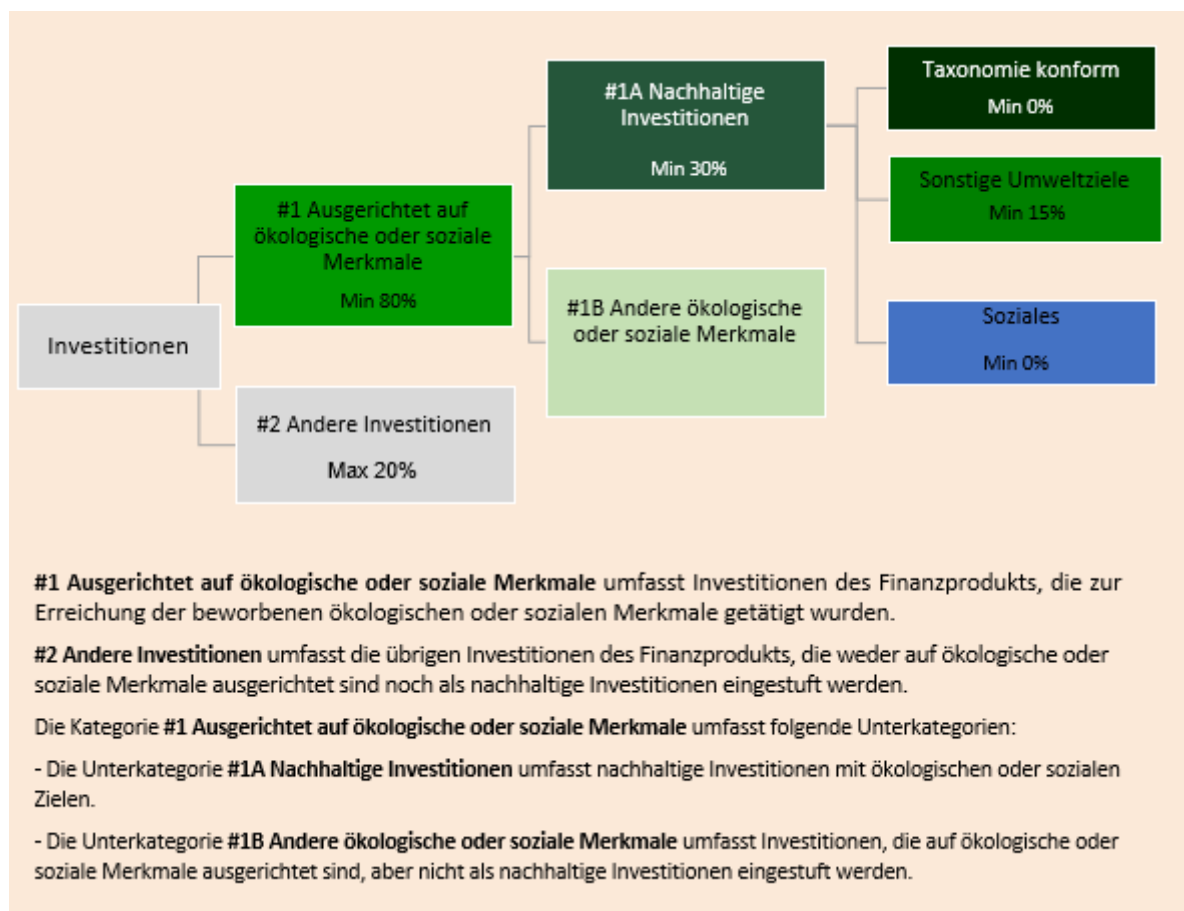 Investitionen
#1 Ausgerichtet auf
ökologische oder soziale
Merkmale
Min 80%
#2 Andere Investitionen
Max 20%
#1A Nachhaltige
Investitionen
Min 30%
#1B Andere ökologische
oder soziale Merkmale
Taxonomie konform
Min 0%
Sonstige Umweltziele
Min 15%
Soziales
Min 0%
#1 Ausgerichtet auf ökologische oder soziale Merkmale umfasst Investitionen des Finanzprodukts, die zur
Erreichung der beworbenen ökologischen oder sozialen Merkmale getätigt wurden.
#2 Andere Investitionen umfasst die übrigen Investitionen des Finanzprodukts, die weder auf ökologische oder
soziale Merkmale ausgerichtet sind noch als nachhaltige Investitionen eingestuft werden.
Die Kategorie #1 Ausgerichtet auf ökologische oder soziale Merkmale umfasst folgende Unterkategorien:
- Die Unterkategorie #1A Nachhaltige Investitionen umfasst nachhaltige Investitionen mit ökologischen oder sozialen
Zielen.
- Die Unterkategorie #1B Andere ökologische oder soziale Merkmale umfasst Investitionen, die auf ökologische oder
soziale Merkmale ausgerichtet sind, aber nicht als nachhaltige Investitionen eingestuft werden.